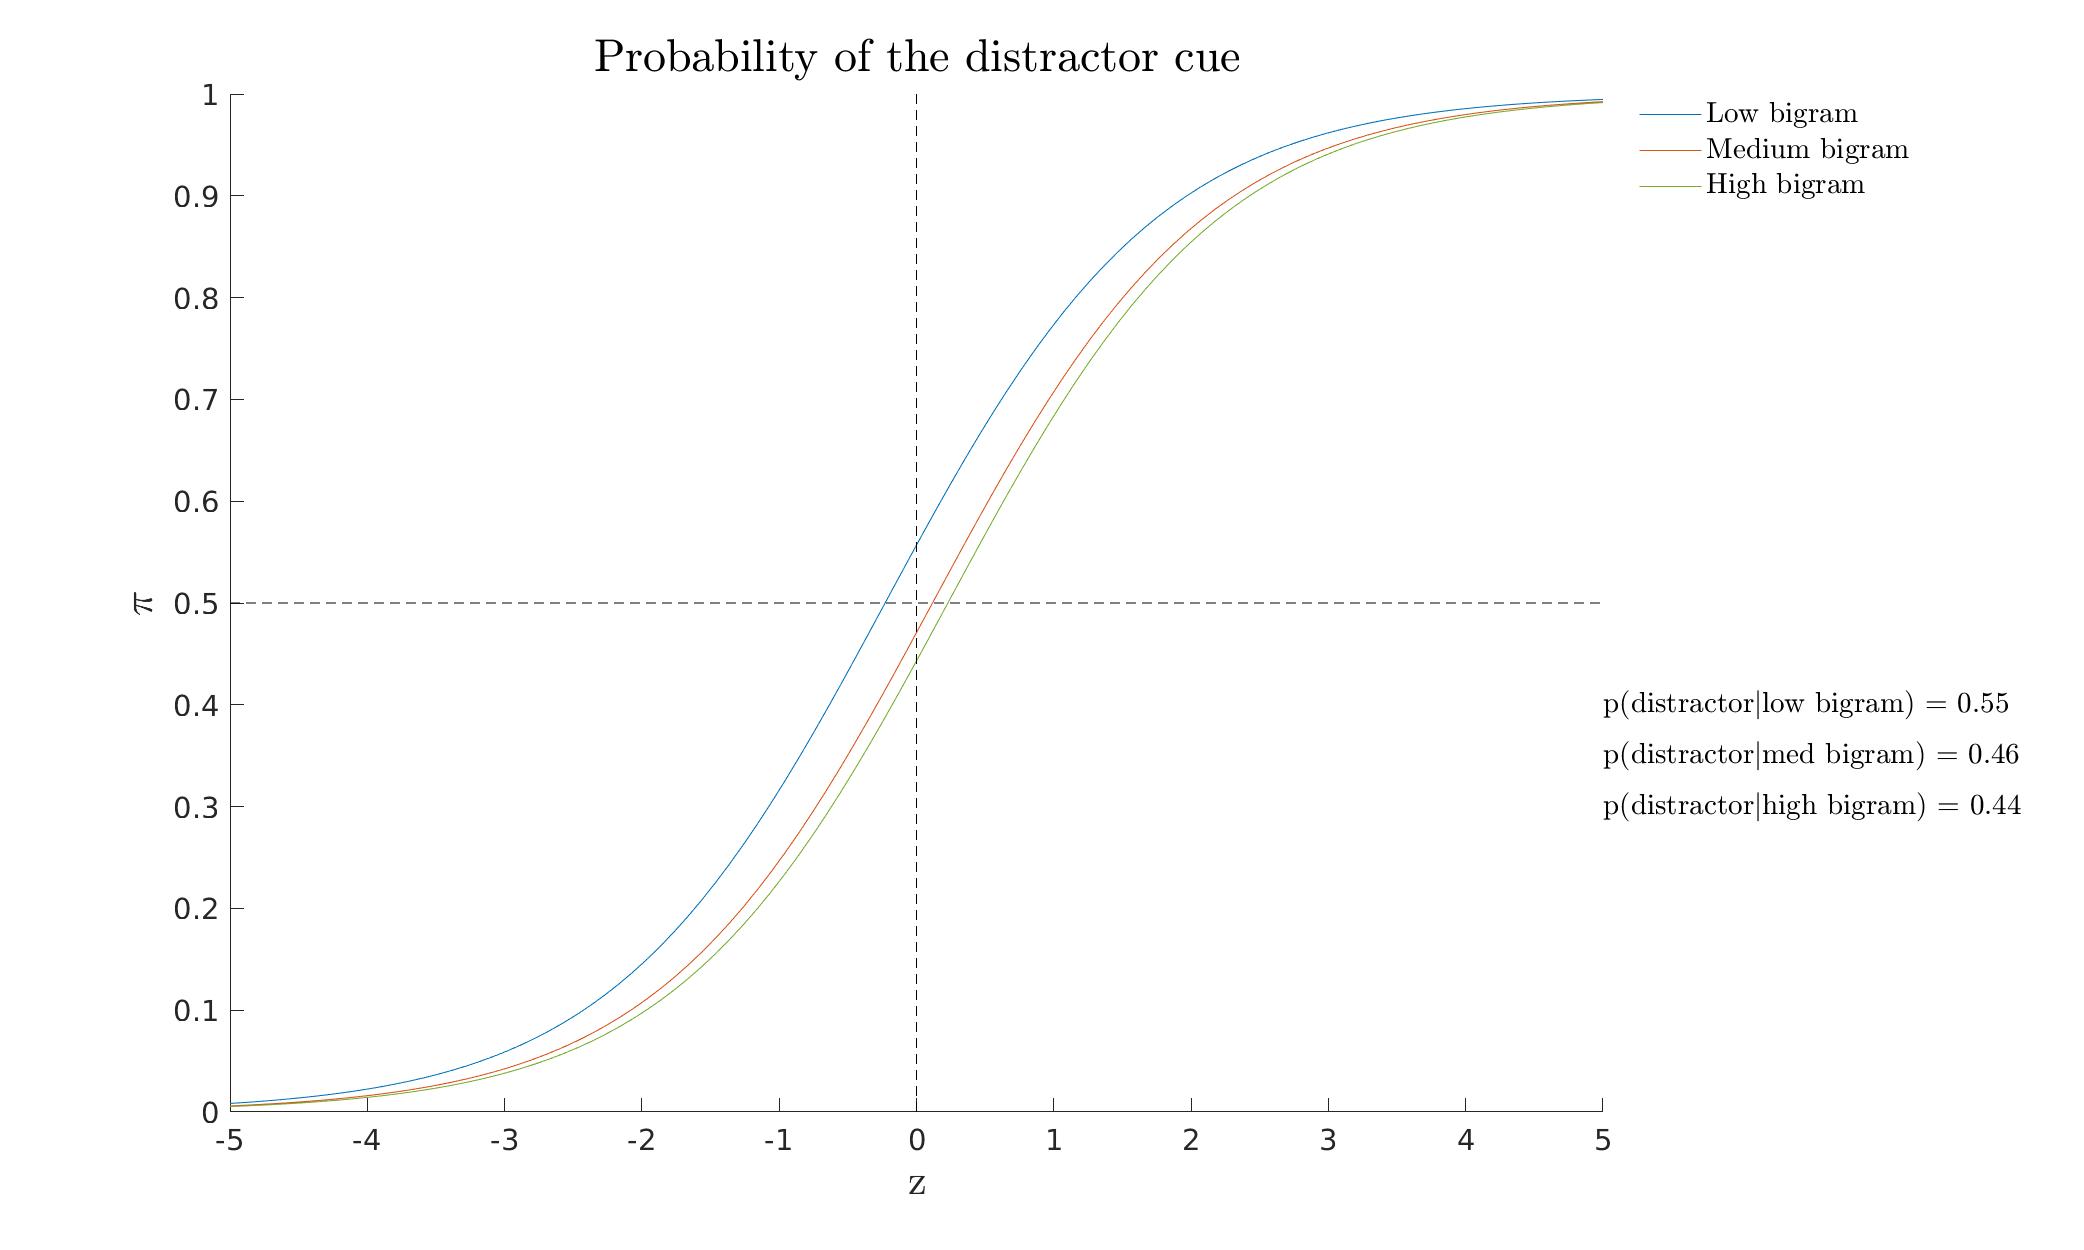 Probability of the distractor cue
1
0.9
0.8
0.7
0.6
0.5
0.4
0.3
0.2
0.1
0
π
-5 -4 -3 -2 -1 0 1 2 3 4 5
z
Low bigram
Medium bigram
High bigram
p(distractor|low bigram) = 0.55
p(distractor|med bigram) = 0.46
p(distractor|high bigram) = 0.44